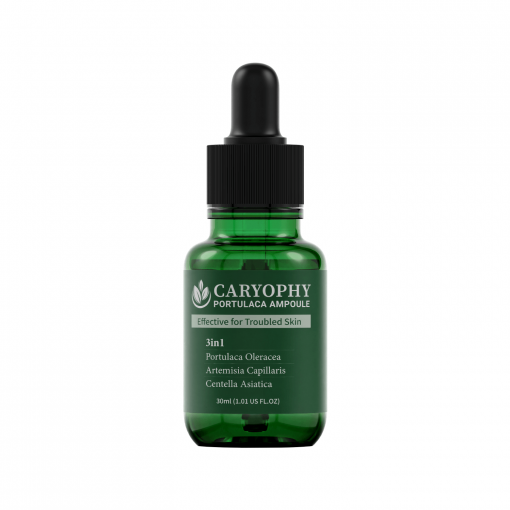 CARYOPHY
PORTULACA AMPOULE
Effective for Troubled Skin
3in1
Portulaca Oleracea
Artemisia Capillaris
Centella Asiatica
30ml (1.01 US FL.OZ)